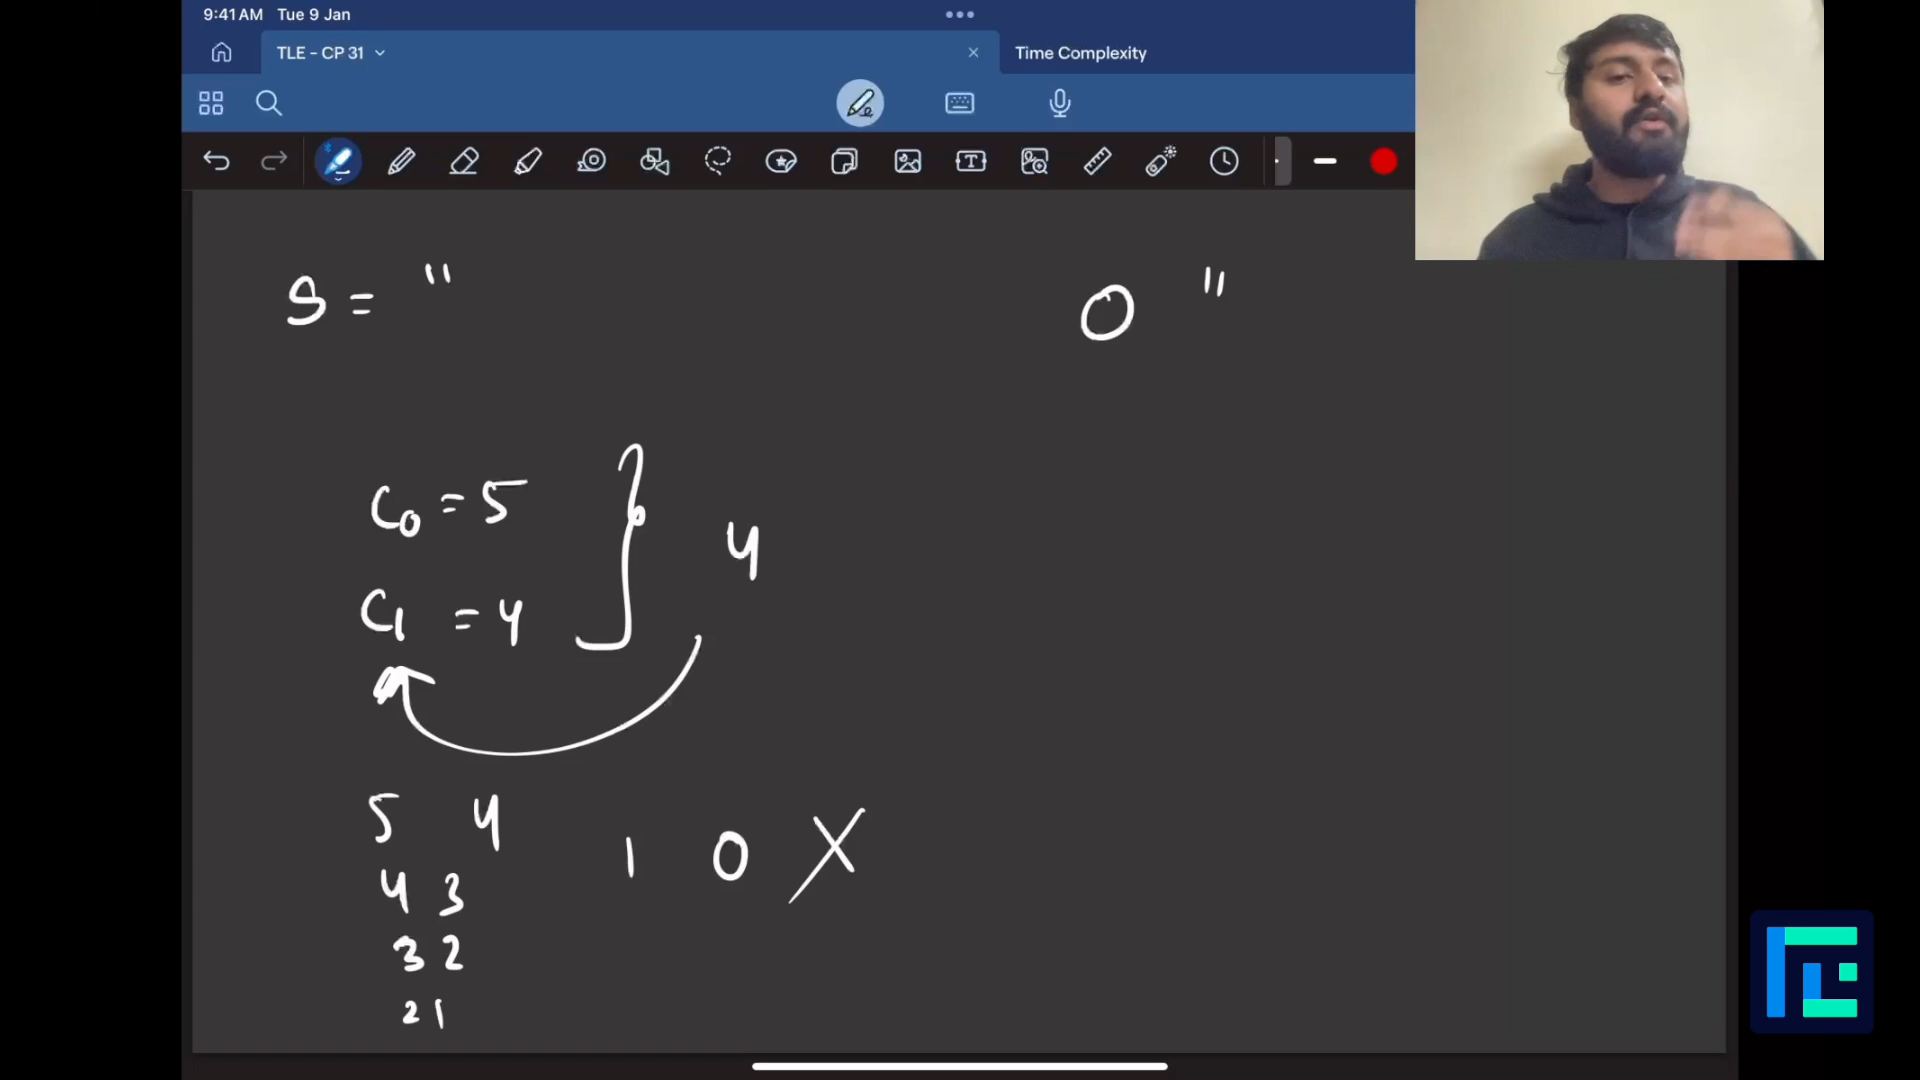 9:41 AM Tue 9 Jan
TLE - CP 31
Time Complexity
S = " 0 "
C0 = 5
4
C1 = 4
5 4
1 0 X
4 3
3 2
2 1